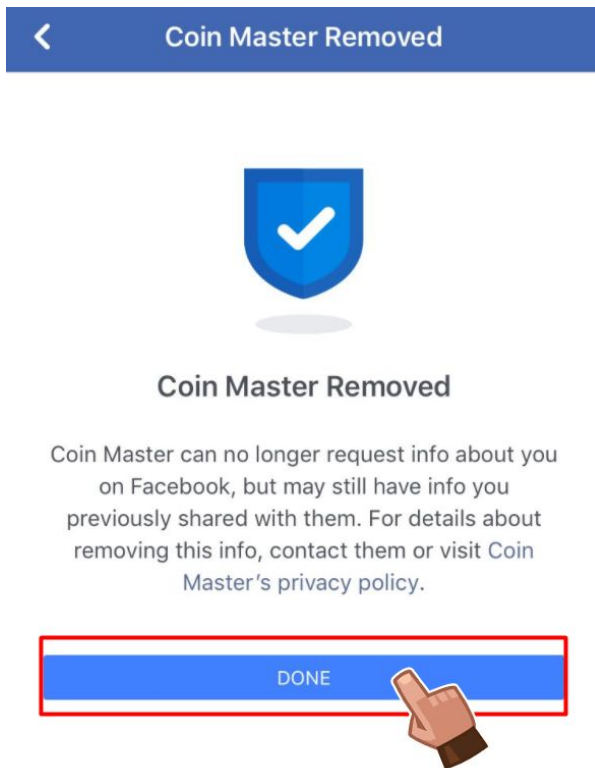 Coin Master Removed
Coin Master Removed
Coin Master can no longer request info about you
on Facebook, but may still have info you
previously shared with them. For details about
removing this info, contact them or visit Coin
Master's privacy policy.
DONE